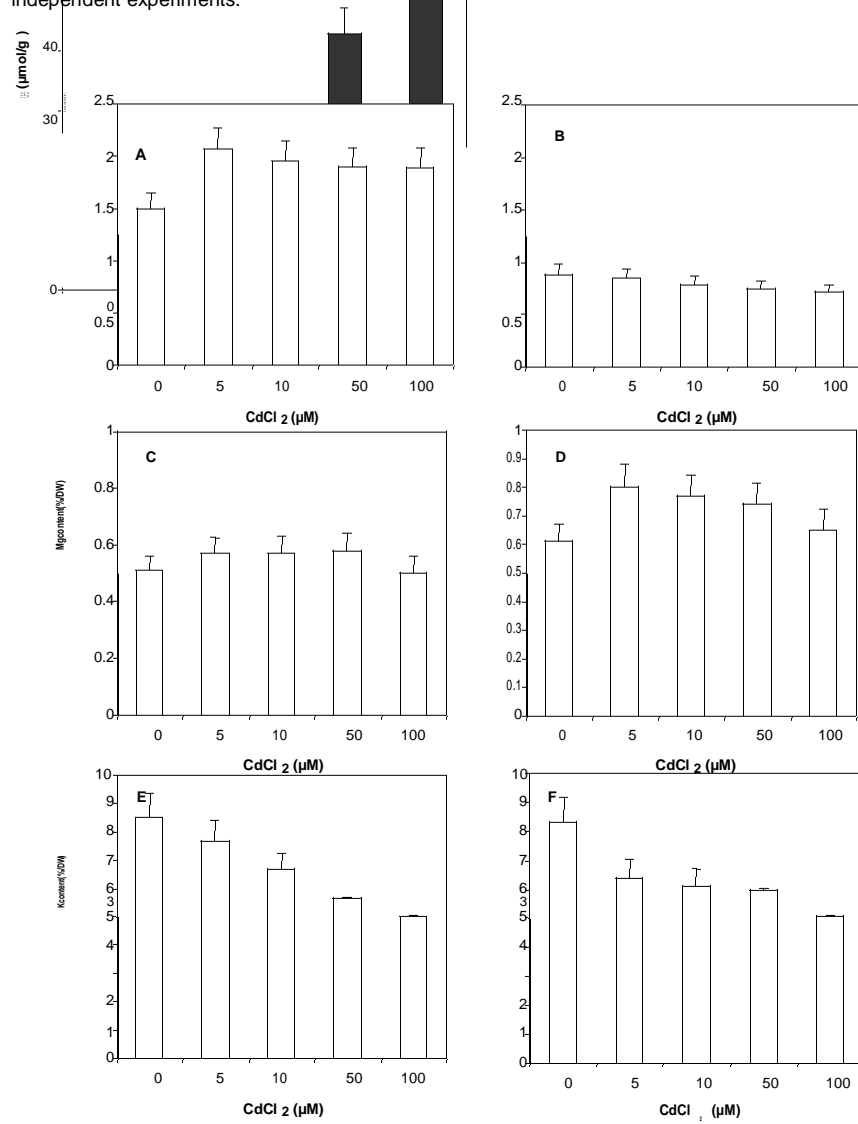 independent experiments.
(µmol/g )
40
30
0
0
2.5
2
1.5
1
0.5
0
A
0 5 10 50 100
CdCl 2 (µM)
2.5
2
1.5
1
0.5
0
B
0 5 10 50 100
CdCl 2 (µM)
Mgcontent(%/DW)
1
0.8
0.6
0.4
0.2
0
C
0 5 10 50 100
CdCl 2 (µM)
1
0.9
0.8
0.7
0.6
0.5
0.4
0.3
0.2
0.1
0
D
0 5 10 50 100
CdCl 2 (µM)
Kcontent(%/DW)
10
9
8
7
6
3
5
4
2
1
0
E
0 5 10 50 100
CdCl 2 (µM)
10
9
8
7
6
3
5
4
2
1
0
F
0 5 10 50 100
CdCl 2 (µM)